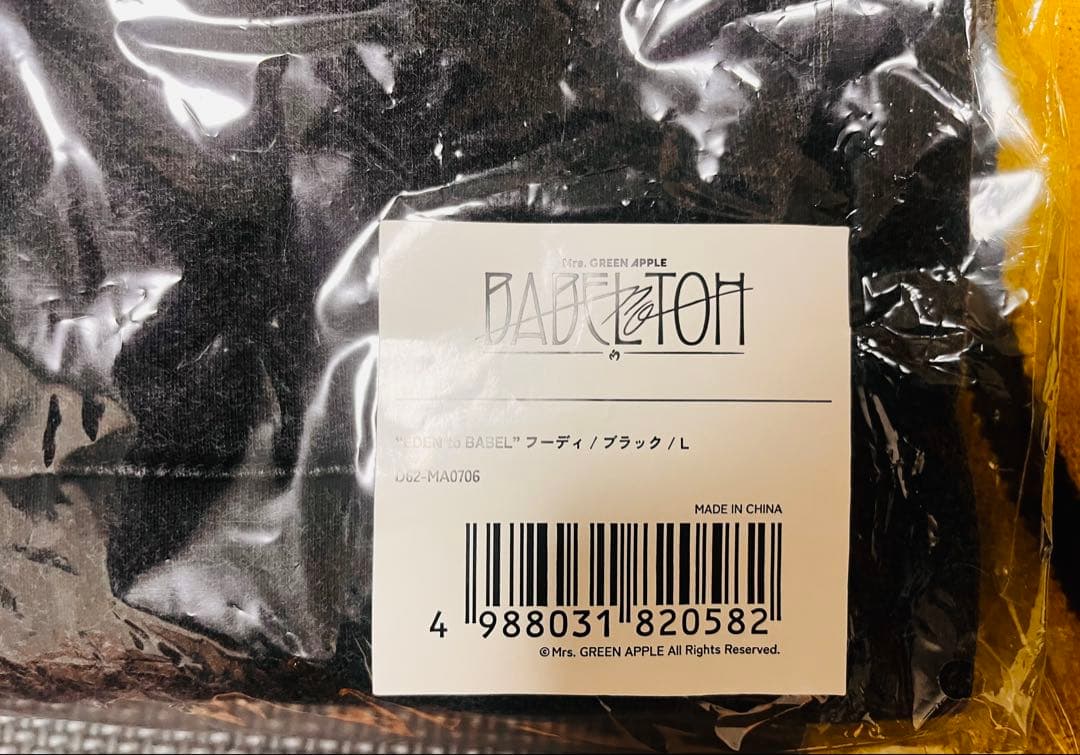 Mrs. GREEN APPLE
BABEL no TOH
“EDEN to BABEL” フーディ / ブラック / L
D62-MA0706
MADE IN CHINA
4 988031 820582
©Mrs. GREEN APPLE All Rights Reserved.